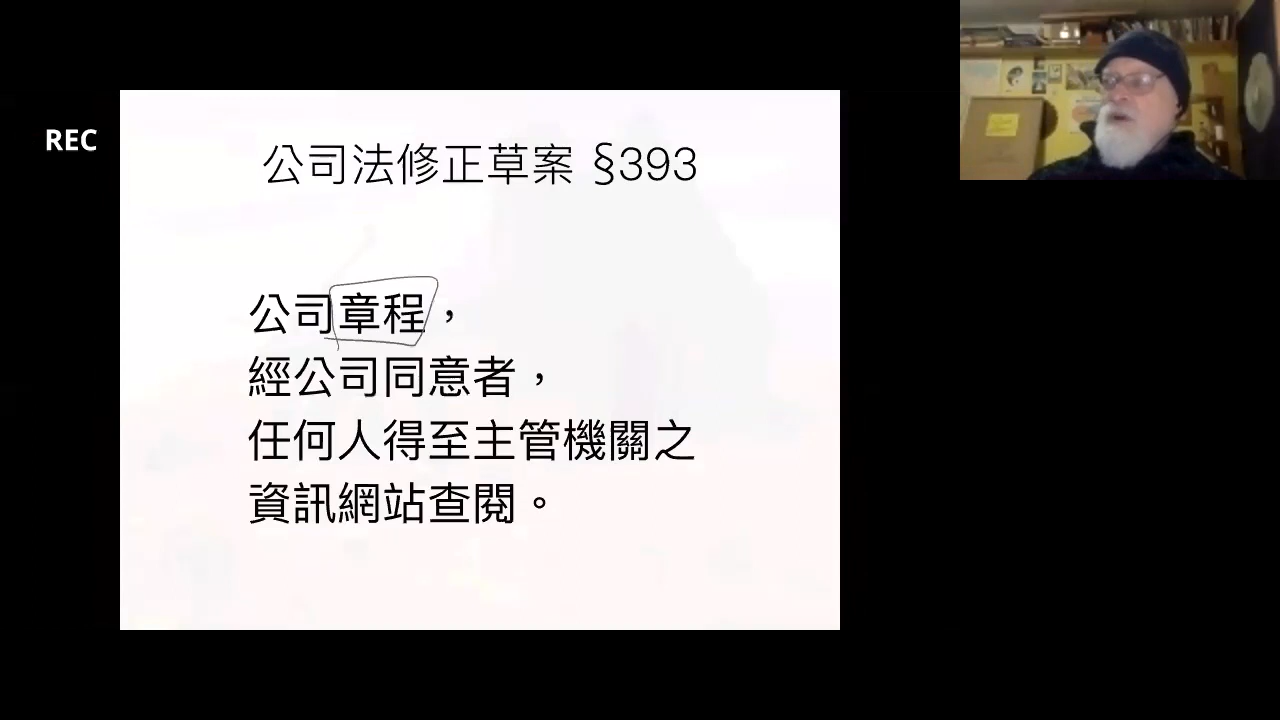 REC
公司法修正草案 §393
公司章程，
經公司同意者，
任何人得至主管機關之
資訊網站查閱。